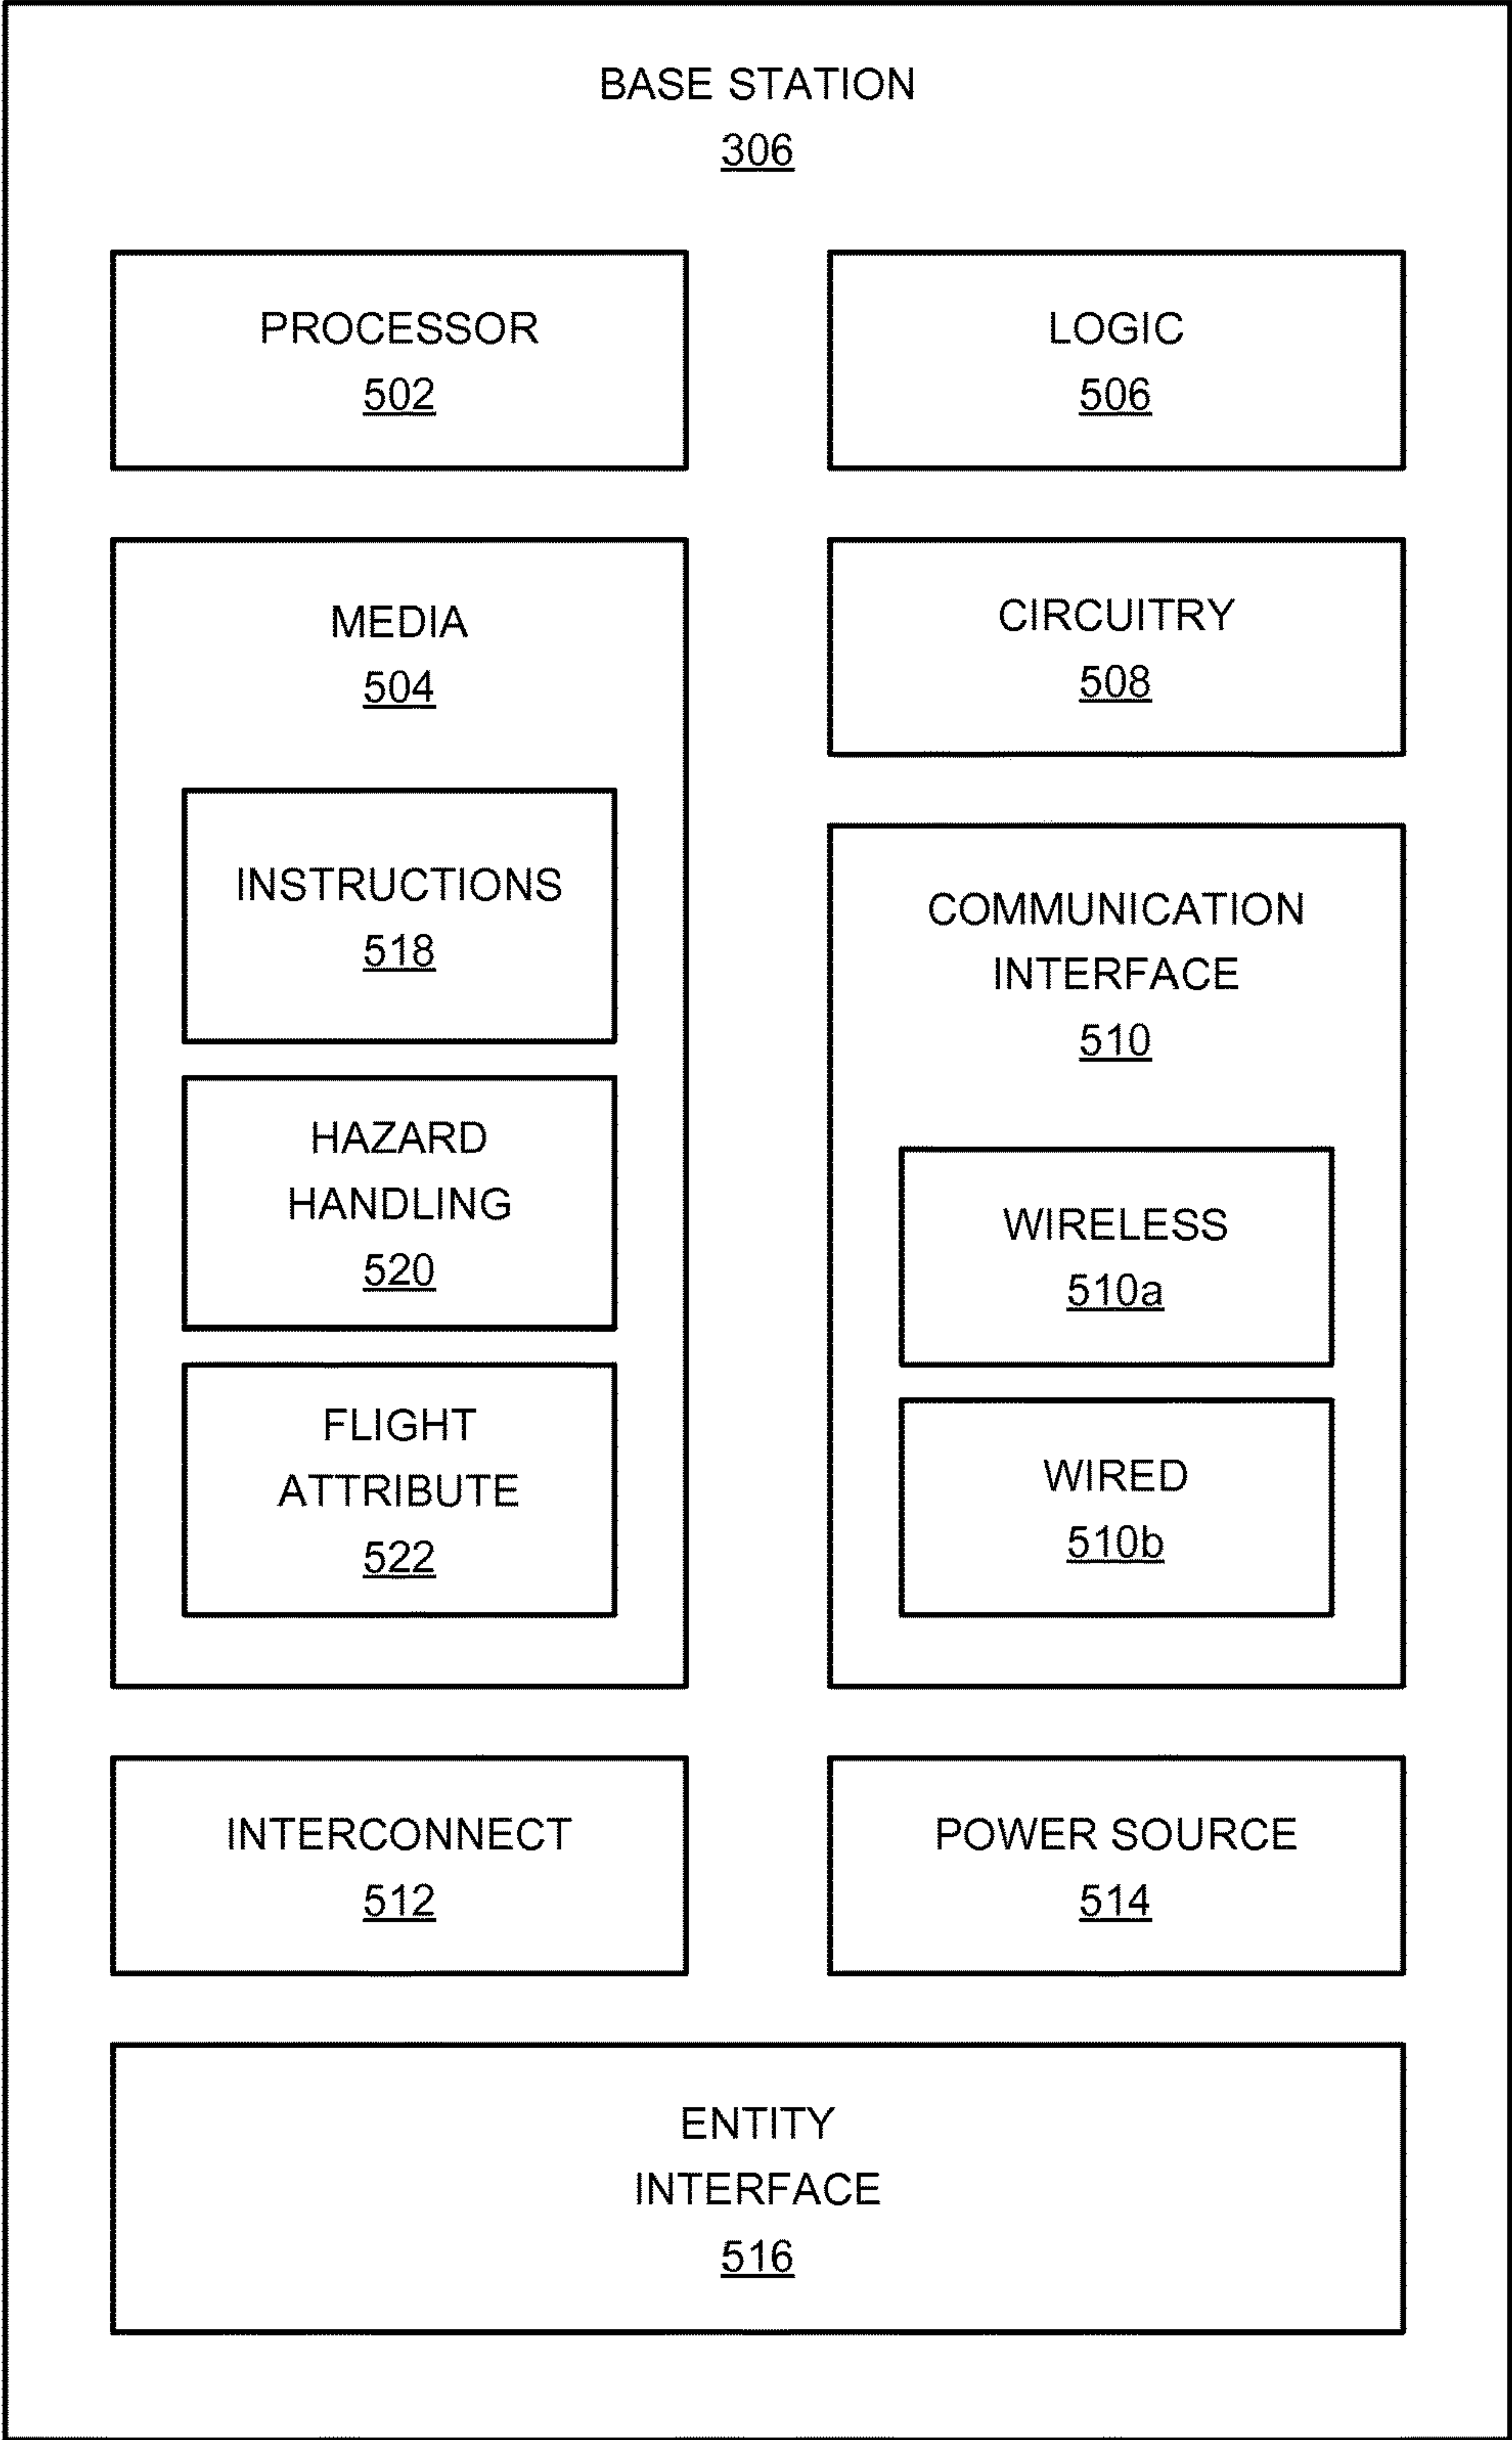 BASE STATION
306
PROCESSOR
502
LOGIC
506
MEDIA
504
INSTRUCTIONS
518
HAZARD
HANDLING
520
FLIGHT
ATTRIBUTE
522
CIRCUITRY
508
COMMUNICATION
INTERFACE
510
WIRELESS
510a
WIRED
510b
INTERCONNECT
512
POWER SOURCE
514
ENTITY
INTERFACE
516